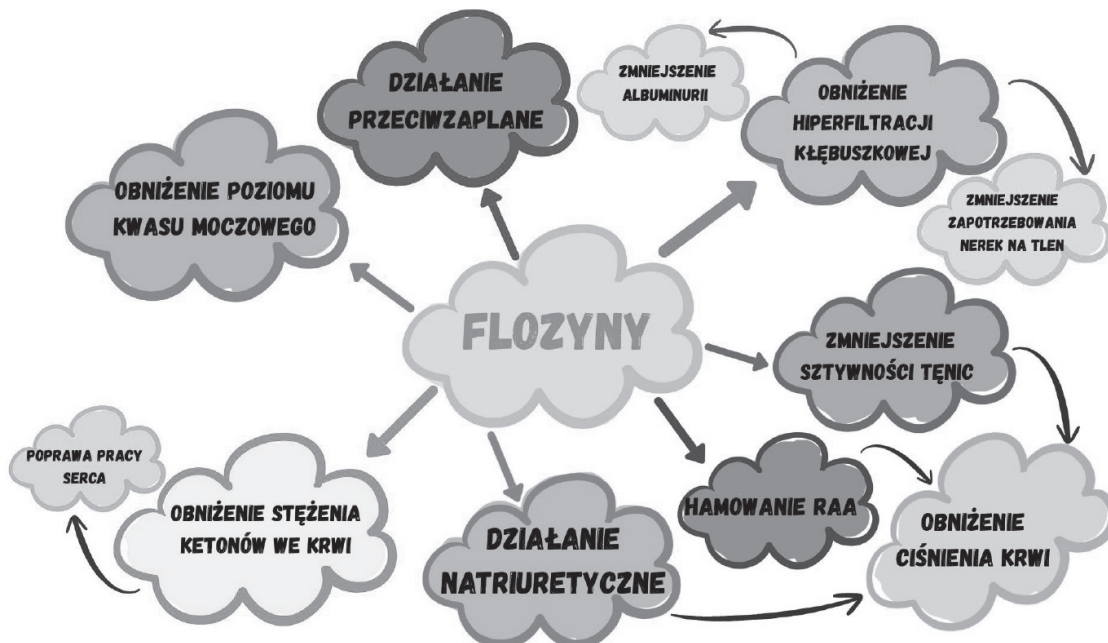 DZIAŁANIE
PRZECIWZAPLANE
ZMNIEJSZENIE
ALBUMINURII
OBNIŻENIE
HIPERFILTRACJI
KŁĘBUSZKOWEJ
OBNIŻENIE POZIOMU
KWASU MOCZOWEGO
ZMNIEJSZENIE
ZAPOTRZEBOWANIA
NEREK NA TLEN
FLOZYNY
ZMNIEJSZENIE
SZTYWNOŚCI TĘNIC
POPRAWA PRACY
SERCA
OBNIŻENIE STĘŻENIA
KETONÓW WE KRWI
DZIAŁANIE
NATRIURETYCZNE
HAMOWANIE RAA
OBNIŻENIE
CIŚNIENIA KRWI